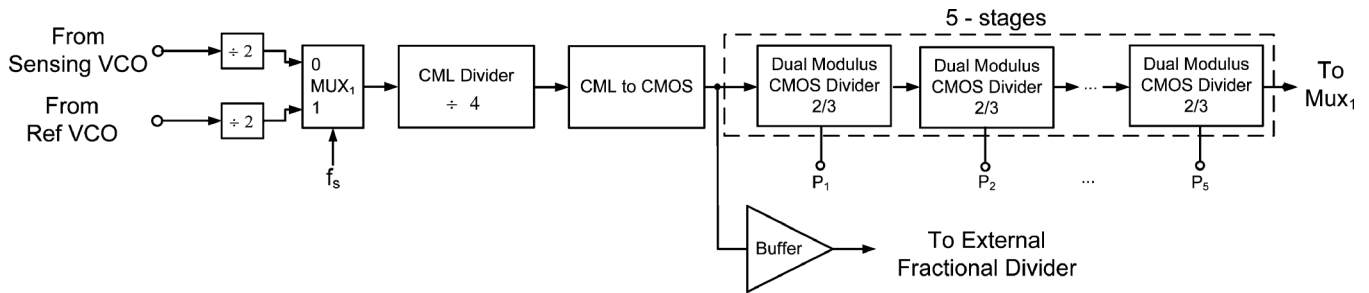 5 - stages
From
Sensing VCO
÷ 2
From
Ref VCO
÷ 2
0
MUX1
1
fs
CML Divider
÷ 4
CML to CMOS
Dual Modulus
CMOS Divider
2/3
Dual Modulus
CMOS Divider
2/3
...
Dual Modulus
CMOS Divider
2/3
To
Mux1
P1
P2
...
P5
Buffer
To External
Fractional Divider